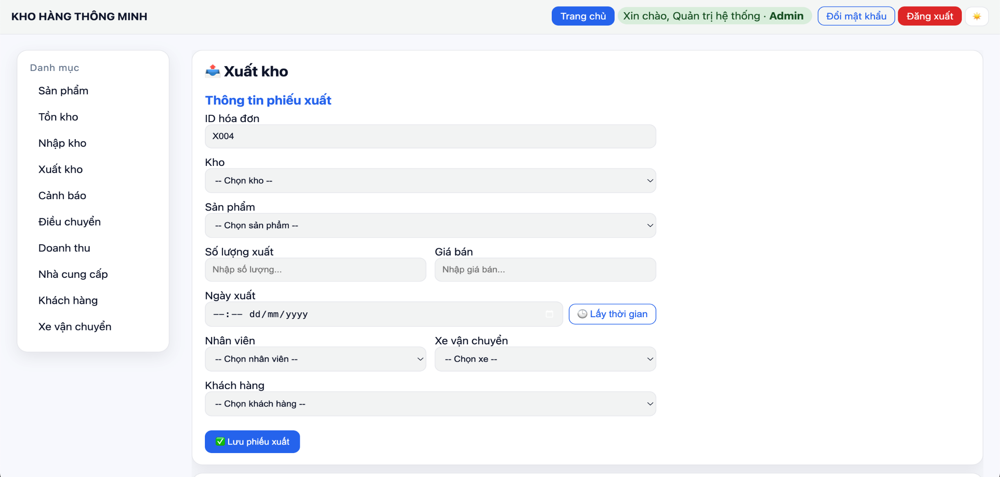 KHO HÀNG THÔNG MINH
Trang chủ
Xin chào, Quản trị hệ thống · Admin
Đổi mật khẩu
Đăng xuất
Danh mục
Sản phẩm
Tồn kho
Nhập kho
Xuất kho
Cảnh báo
Điều chuyển
Doanh thu
Nhà cung cấp
Khách hàng
Xe vận chuyển
Xuất kho
Thông tin phiếu xuất
ID hóa đơn
X004
Kho
-- Chọn kho --
Sản phẩm
-- Chọn sản phẩm --
Số lượng xuất
Giá bán
Nhập số lượng...
Nhập giá bán...
Ngày xuất
--:-- dd/mm/yyyy
Lấy thời gian
Nhân viên
Xe vận chuyển
-- Chọn nhân viên --
-- Chọn xe --
Khách hàng
-- Chọn khách hàng --
Lưu phiếu xuất